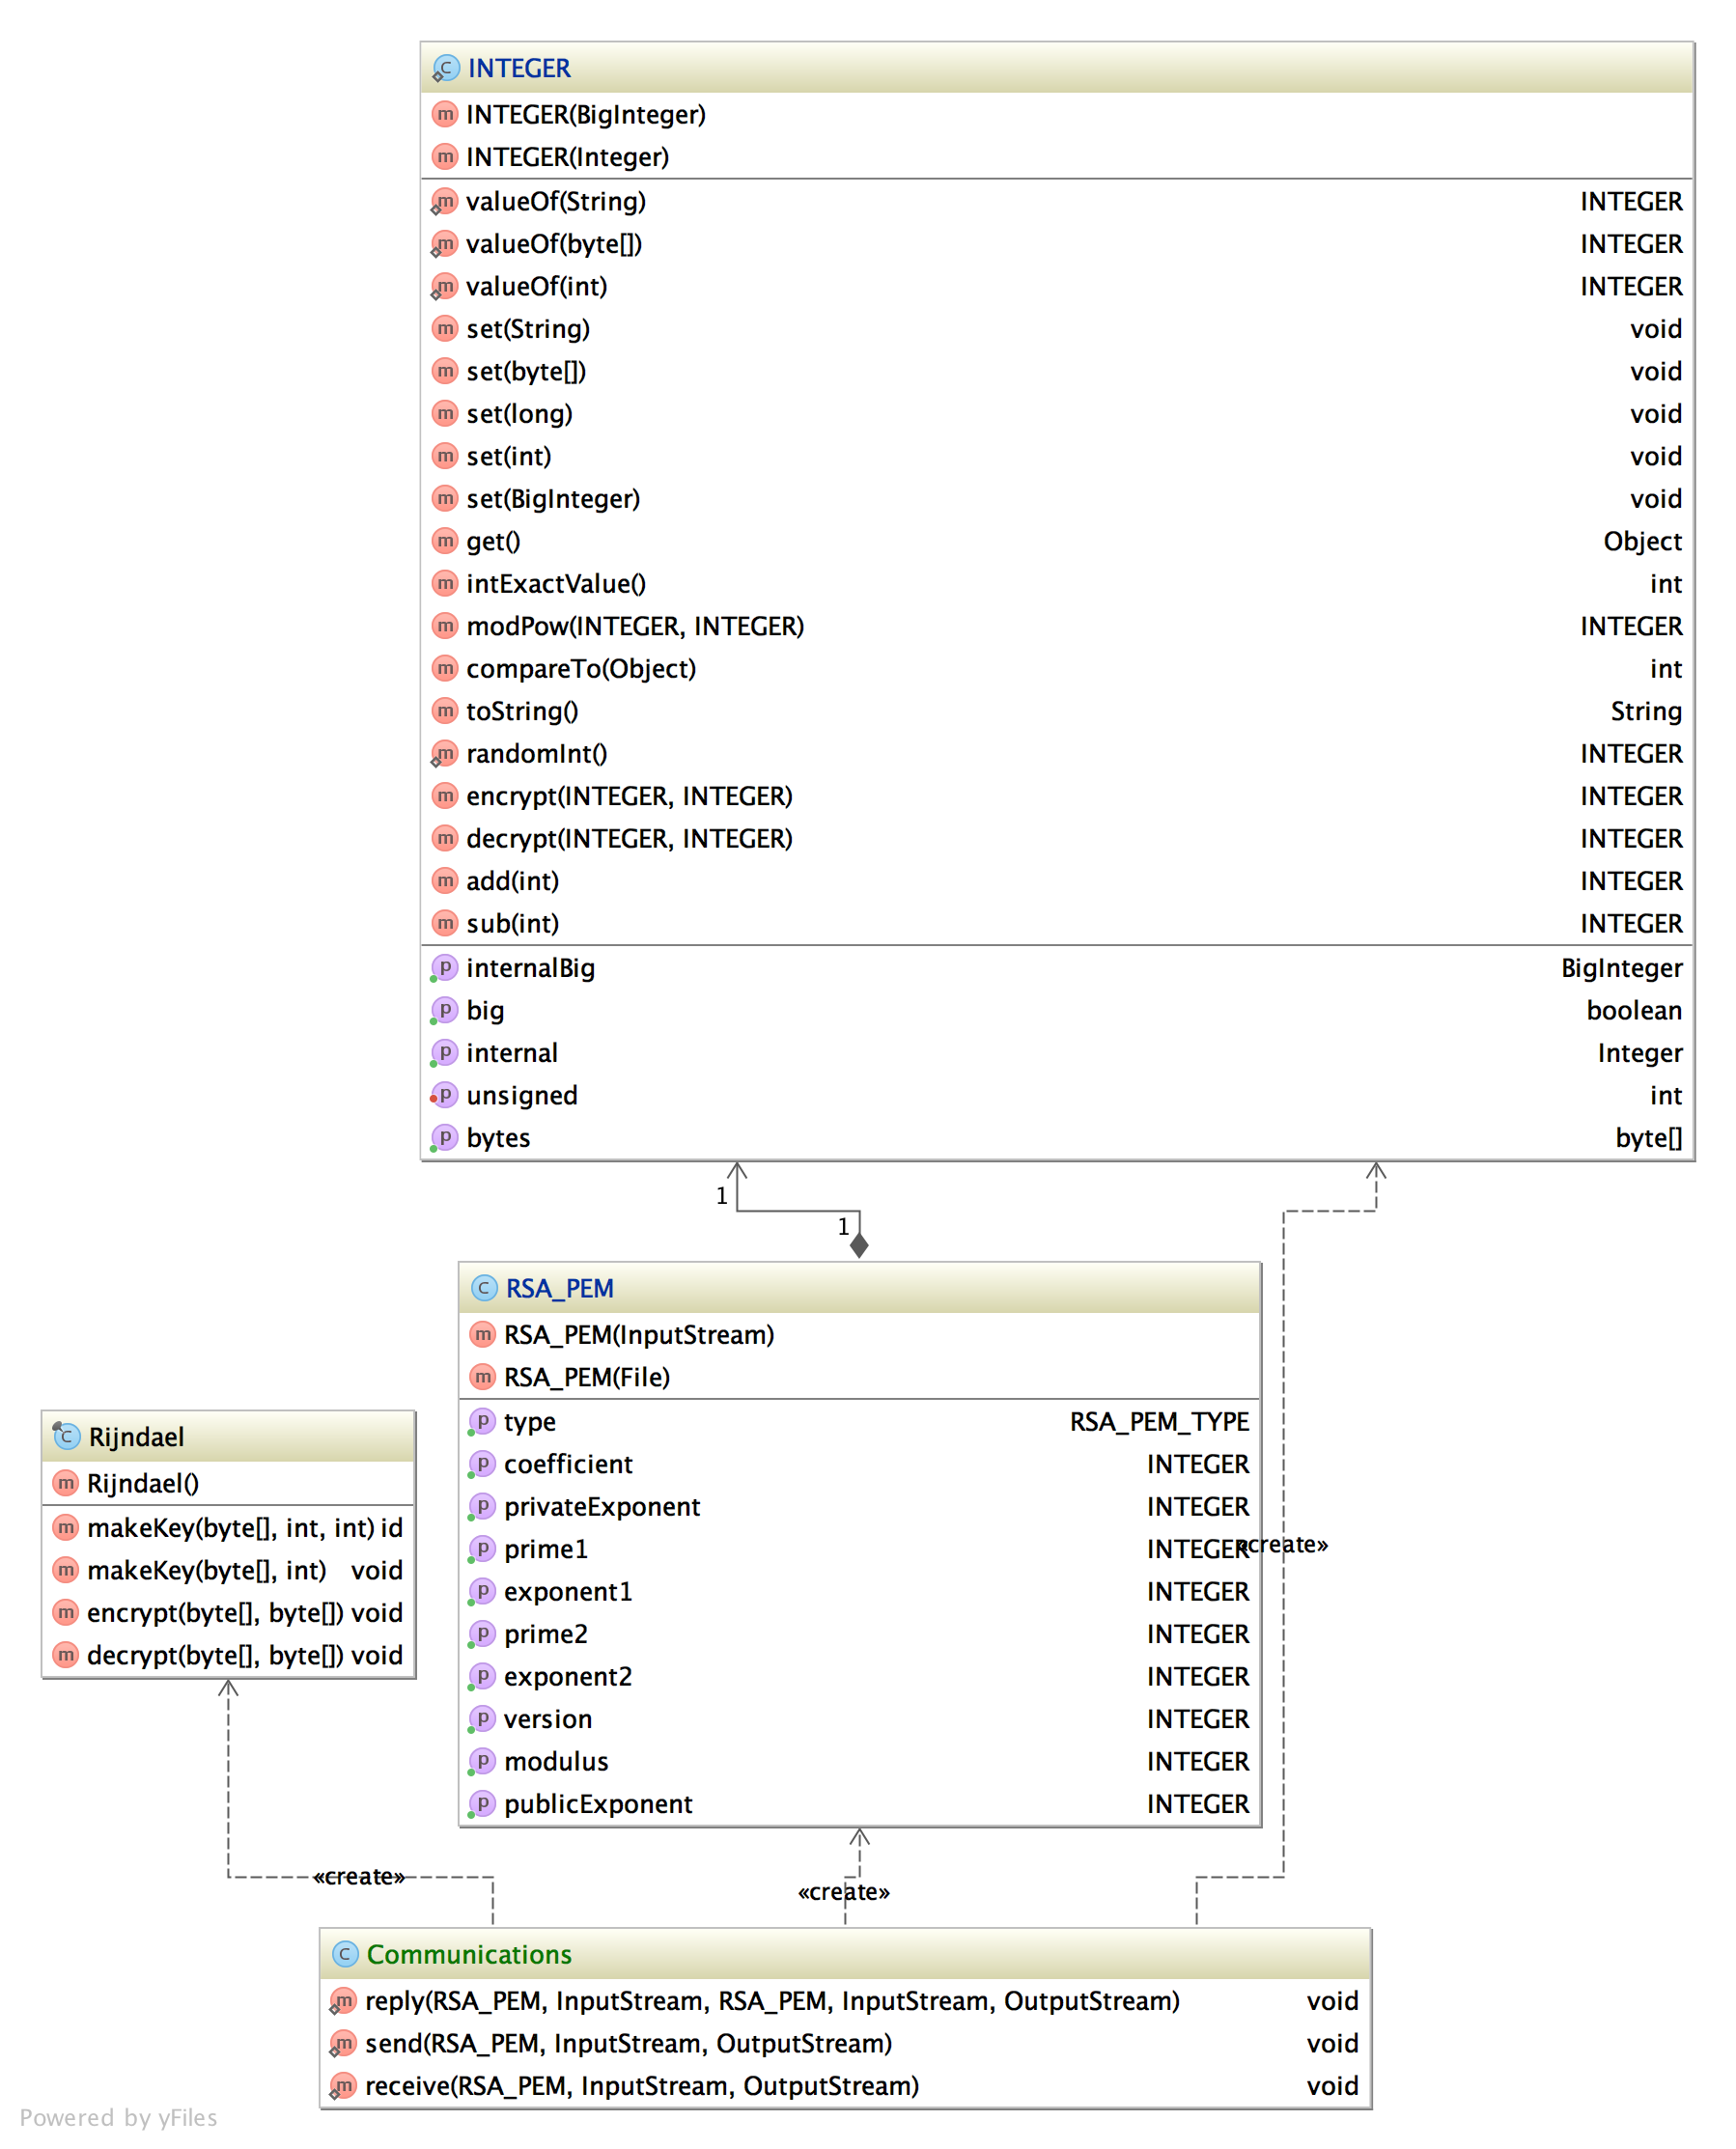 INTEGER
INTEGER(BigInteger)
INTEGER(Integer)
valueOf(String) INTEGER
valueOf(byte[]) INTEGER
valueOf(int) INTEGER
set(String) void
set(byte[]) void
set(long) void
set(int) void
set(BigInteger) void
get() Object
intExactValue() int
modPow(INTEGER, INTEGER) INTEGER
compareTo(Object) int
toString() String
randomInt() INTEGER
encrypt(INTEGER, INTEGER) INTEGER
decrypt(INTEGER, INTEGER) INTEGER
add(int) INTEGER
sub(int) INTEGER
internalBig BigInteger
big boolean
internal Integer
unsigned int
bytes byte[]
1
1
RSA_PEM
RSA_PEM(InputStream)
RSA_PEM(File)
type RSA_PEM_TYPE
coefficient INTEGER
privateExponent INTEGER
prime1 INTEGER
exponent1 INTEGER
prime2 INTEGER
exponent2 INTEGER
version INTEGER
modulus INTEGER
publicExponent INTEGER
«create»
Rijndael
Rijndael()
makeKey(byte[], int, int) id
makeKey(byte[], int) void
encrypt(byte[], byte[]) void
decrypt(byte[], byte[]) void
«create»
«create»
Communications
reply(RSA_PEM, InputStream, RSA_PEM, InputStream, OutputStream) void
send(RSA_PEM, InputStream, OutputStream) void
receive(RSA_PEM, InputStream, OutputStream) void
Powered by yFiles